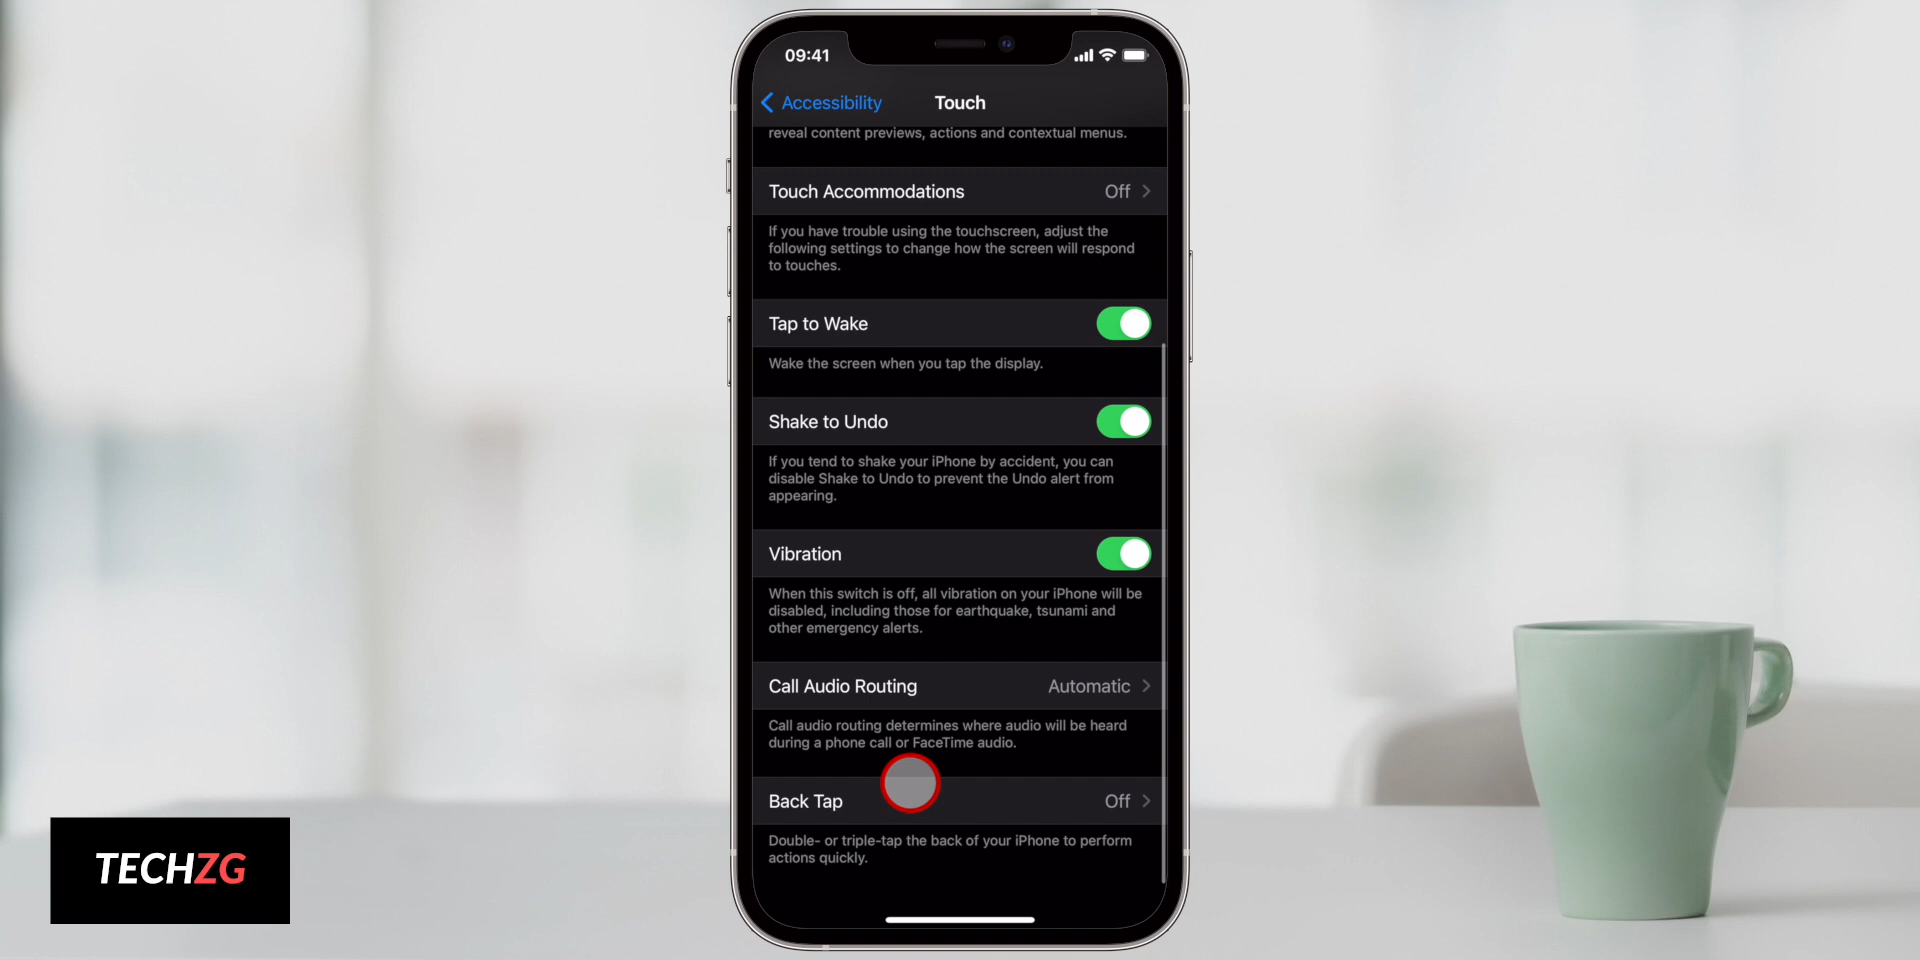 09:41
Accessibility
Touch
reveal content previews, actions and contextual menus.
Touch Accommodations
Off
If you have trouble using the touchscreen, adjust the
following settings to change how the screen will respond
to touches.
Tap to Wake
Wake the screen when you tap the display.
Shake to Undo
If you tend to shake your iPhone by accident, you can
disable Shake to Undo to prevent the Undo alert from
appearing.
Vibration
When this switch is off, all vibration on your iPhone will be
disabled, including those for earthquake, tsunami and
other emergency alerts.
Call Audio Routing
Automatic
Call audio routing determines where audio will be heard
during a phone call or FaceTime audio.
Back Tap
Off
Double- or triple-tap the back of your iPhone to perform
actions quickly.
TECHZG